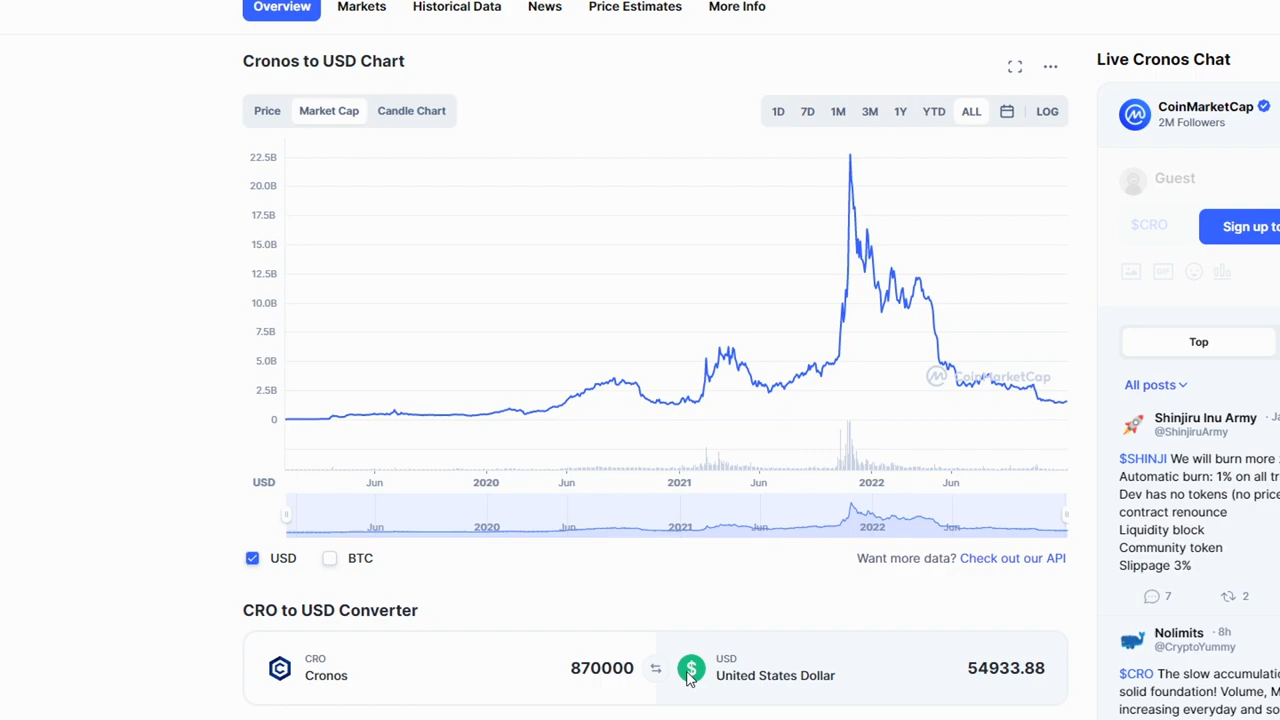 Overview Markets Historical Data News Price Estimates More Info
Cronos to USD Chart
Price Market Cap Candle Chart
1D 7D 1M 3M 1Y YTD ALL LOG
22.5B
20.0B
17.5B
15.0B
12.5B
10.0B
7.5B
5.0B
2.5B
0
CoinMarketCap
USD Jun 2020 Jun 2021 Jun 2022 Jun
Jun 2020 Jun 2021 Jun 2022 Jun
USD BTC
Want more data? Check out our API
CRO to USD Converter
CRO
Cronos
870000
USD
United States Dollar
54933.88
Live Cronos Chat
CoinMarketCap
2M Followers
Guest
$CRO
Sign up to
GIF
Top
All posts
Shinjiru Inu Army
@ShinjiruArmy
$SHINJI We will burn more
Automatic burn: 1% on all
Dev has no tokens (no
contract renounce
Liquidity block
Community token
Slippage 3%
7 2
Nolimits · 8h
@CryptoYummy
$CRO The slow
solid foundation! Volume,
increasing everyday and